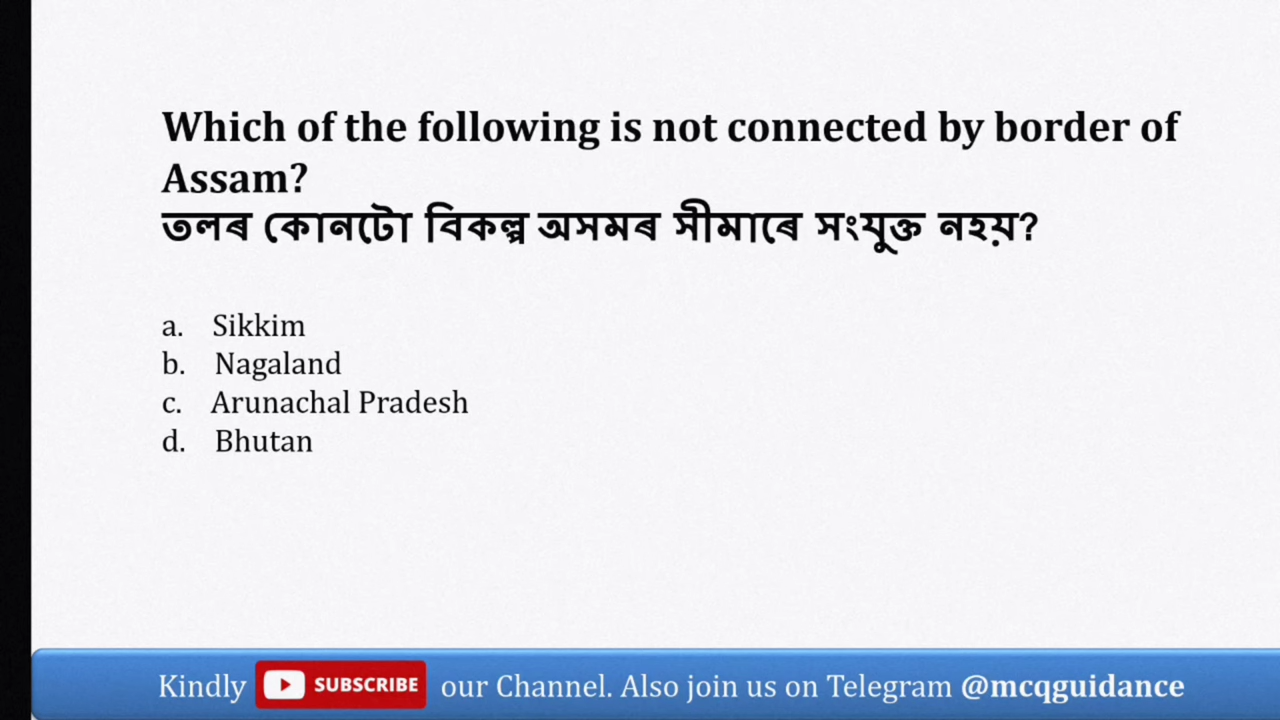 Which of the following is not connected by border of
Assam?
তলৰ কোনটো বিকল্প অসমৰ সীমাৰে সংযুক্ত নহয়?
a. Sikkim
b. Nagaland
c. Arunachal Pradesh
d. Bhutan
Kindly SUBSCRIBE our Channel. Also join us on Telegram @mcqguidance